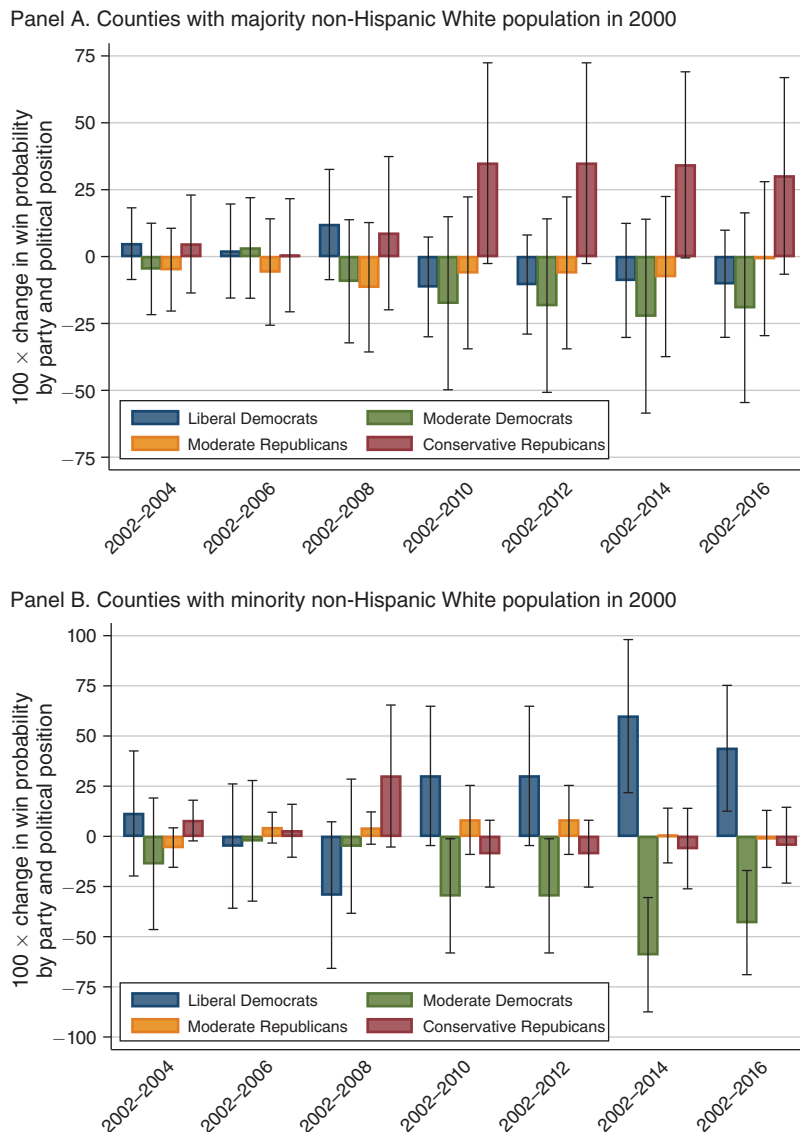 Panel A. Counties with majority non-Hispanic White population in 2000
100 × change in win probability
by party and political position
75
50
25
0
−25
−50
−75
Liberal Democrats
Moderate Democrats
Moderate Republicans
Conservative Repubicans
2002–2004
2002–2006
2002–2008
2002–2010
2002–2012
2002–2014
2002–2016
Panel B. Counties with minority non-Hispanic White population in 2000
100 × change in win probability
by party and political position
100
75
50
25
0
−25
−50
−75
−100
Liberal Democrats
Moderate Democrats
Moderate Republicans
Conservative Repubicans
2002–2004
2002–2006
2002–2008
2002–2010
2002–2012
2002–2014
2002–2016